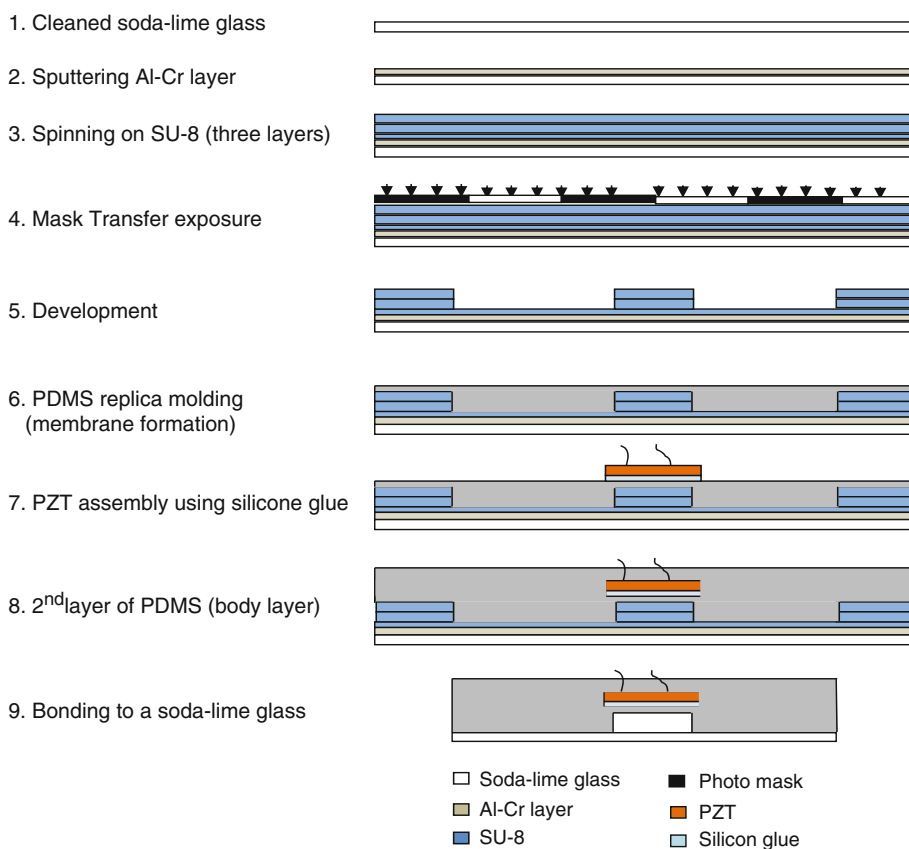 1. Cleaned soda-lime glass
2. Sputtering Al-Cr layer
3. Spinning on SU-8 (three layers)
4. Mask Transfer exposure
5. Development
6. PDMS replica molding
(membrane formation)
7. PZT assembly using silicone glue
8. 2ndlayer of PDMS (body layer)
9. Bonding to a soda-lime glass
Soda-lime glass
Photo mask
Al-Cr layer
PZT
SU-8
Silicon glue